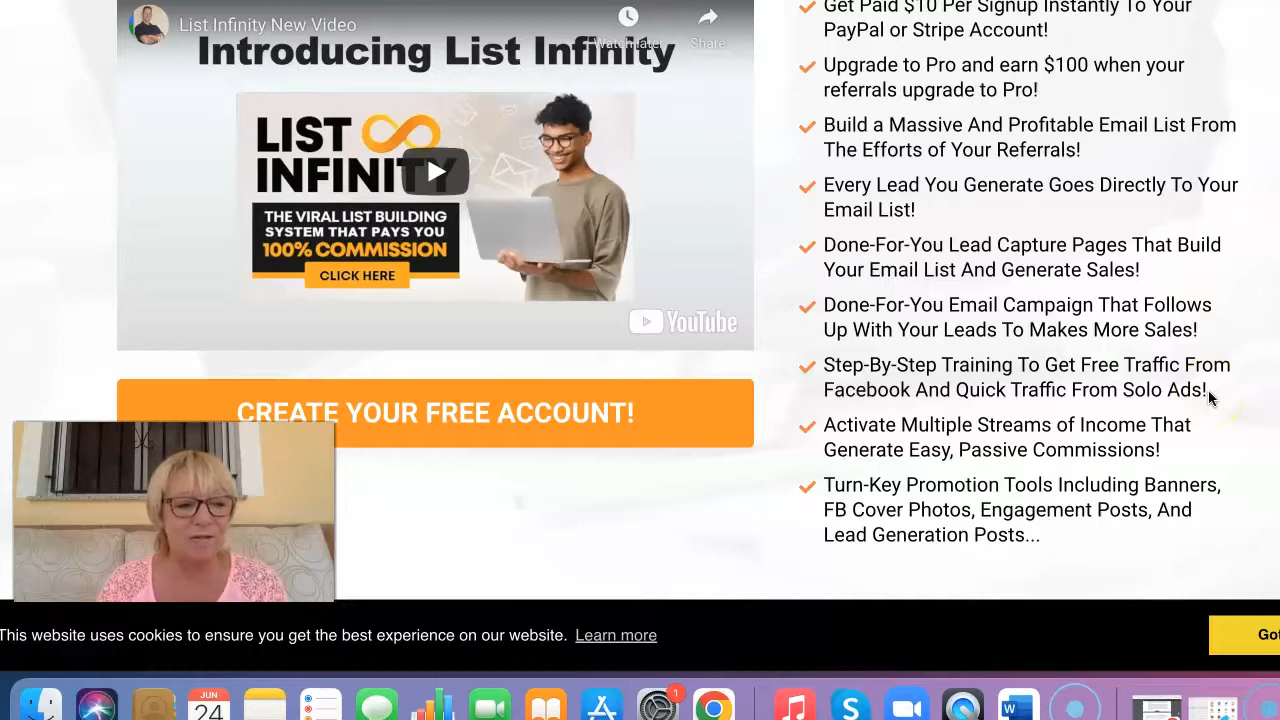 List Infinity New Video
Watch later
Share
Introducing List Infinity
LIST
INFINITY
THE VIRAL LIST BUILDING
SYSTEM THAT PAYS YOU
100% COMMISSION
CLICK HERE
YouTube
CREATE YOUR FREE ACCOUNT!
Get Paid $10 Per Signup Instantly To Your
PayPal or Stripe Account!
Upgrade to Pro and earn $100 when your
referrals upgrade to Pro!
Build a Massive And Profitable Email List From
The Efforts of Your Referrals!
Every Lead You Generate Goes Directly To Your
Email List!
Done-For-You Lead Capture Pages That Build
Your Email List And Generate Sales!
Done-For-You Email Campaign That Follows
Up With Your Leads To Makes More Sales!
Step-By-Step Training To Get Free Traffic From
Facebook And Quick Traffic From Solo Ads!
Activate Multiple Streams of Income That
Generate Easy, Passive Commissions!
Turn-Key Promotion Tools Including Banners,
FB Cover Photos, Engagement Posts, And
Lead Generation Posts...
This website uses cookies to ensure you get the best experience on our website. Learn more
Got
JUN
24
1
S
W